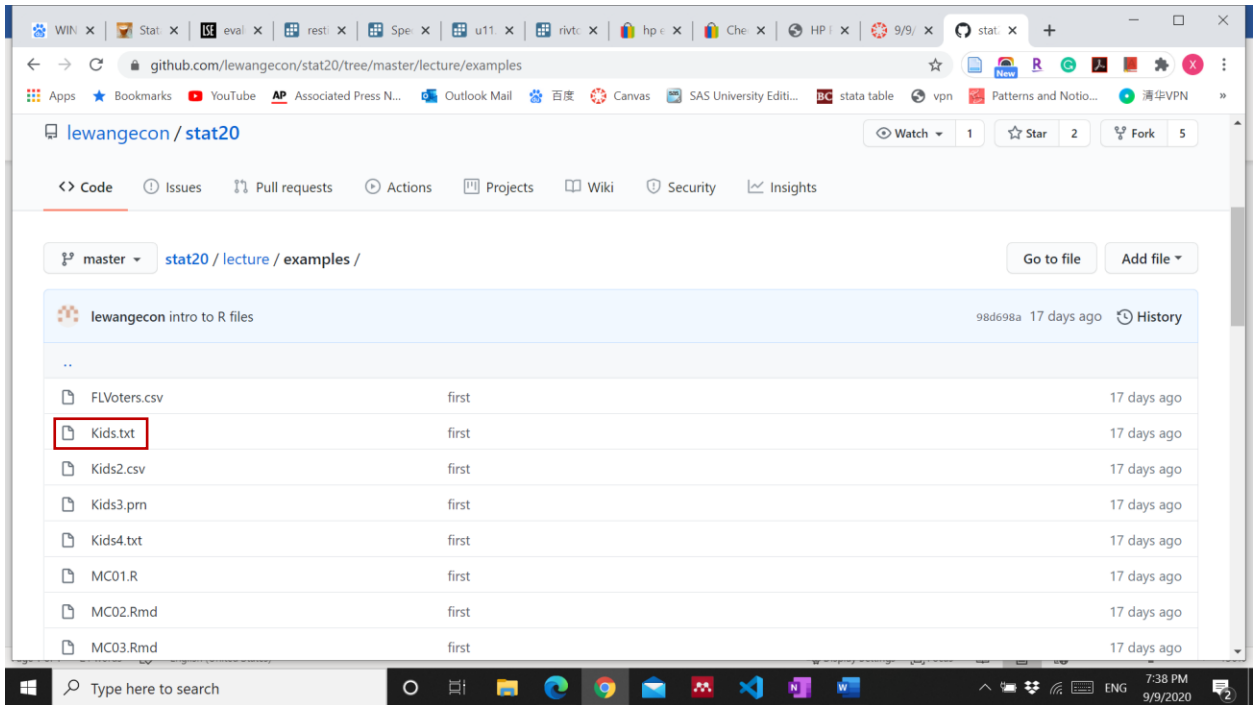 WIN Stat. eval resti Spe u11. rivto hp e Che HP F 9/9/ stat.
github.com/lewangecon/stat20/tree/master/lecture/examples New R X
Apps Bookmarks YouTube AP Associated Press N... Outlook Mail 百度 Canvas SAS University Editi... BC stata table vpn Patterns and Notio... 清华VPN »
lewangecon / stat20 Watch 1 Star 2 Fork 5
<> Code Issues Pull requests Actions Projects Wiki Security Insights
master stat20 / lecture / examples / Go to file Add file
lewangecon intro to R files 98d698a 17 days ago History
..
FLVoters.csv first 17 days ago
Kids.txt first 17 days ago
Kids2.csv first 17 days ago
Kids3.prn first 17 days ago
Kids4.txt first 17 days ago
MC01.R first 17 days ago
MC02.Rmd first 17 days ago
MC03.Rmd first 17 days ago
Type here to search ENG 7:38 PM
9/9/2020 2